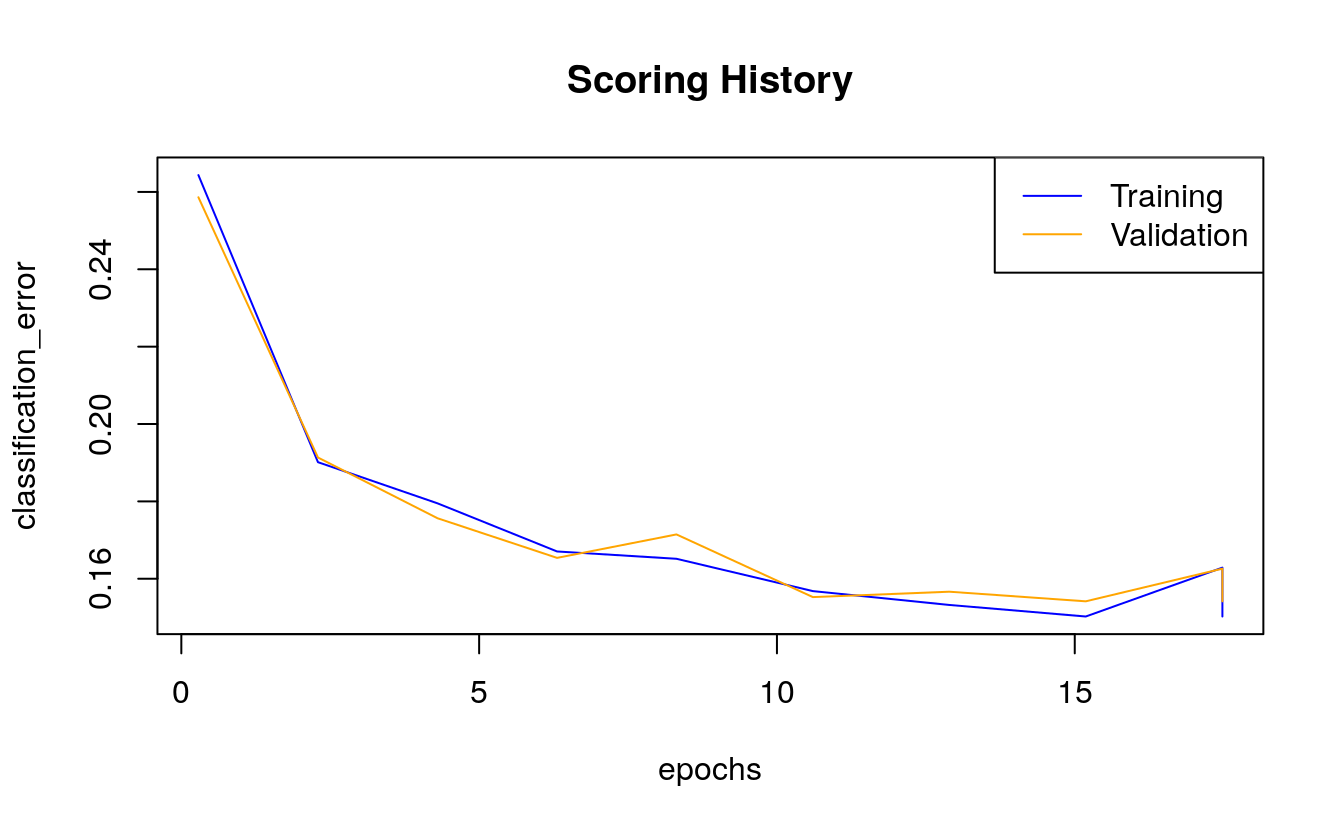 Scoring History
Training
Validation
classification_error
0.24
0.20
0.16
0 5 10 15
epochs